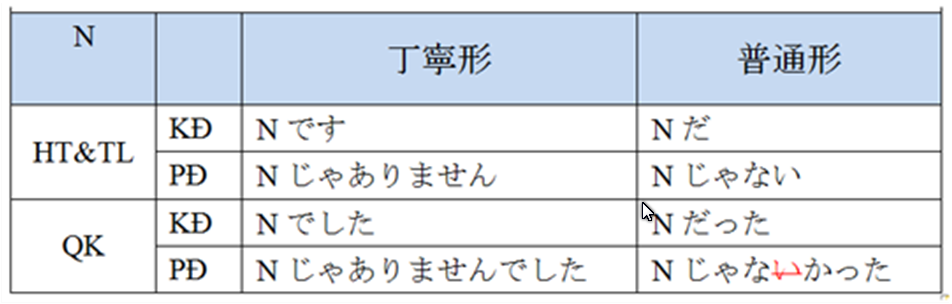 N 丁寧形 普通形
HT&TL KĐ N です N だ
PĐ N じゃありません N じゃない
QK KĐ N でした N だった
PĐ N じゃありませんでした N じゃないかった